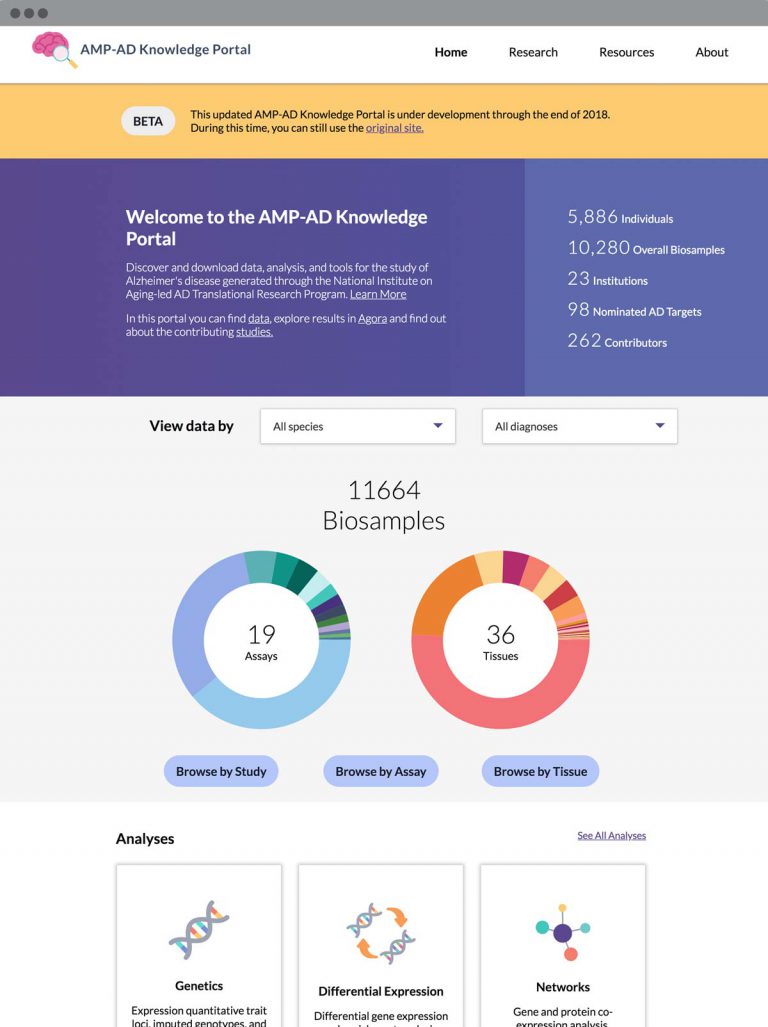 AMP-AD Knowledge Portal
Home
Research
Resources
About
BETA
This updated AMP-AD Knowledge Portal is under development through the end of 2018.
During this time, you can still use the original site.
Welcome to the AMP-AD Knowledge
Portal
Discover and download data, analysis, and tools for the study of
Alzheimer's disease generated through the National Institute on
Aging-led AD Translational Research Program. Learn More
In this portal you can find data, explore results in Agora and find out
about the contributing studies.
5,886 Individuals
10,280 Overall Biosamples
23 Institutions
98 Nominated AD Targets
262 Contributors
View data by
All species
All diagnoses
11664
Biosamples
19
Assays
36
Tissues
Browse by Study
Browse by Assay
Browse by Tissue
Analyses
See All Analyses
Genetics
Expression quantitative trait
loci, imputed genotypes, and
Differential Expression
Differential gene expression
Networks
Gene and protein co-
expression analysis